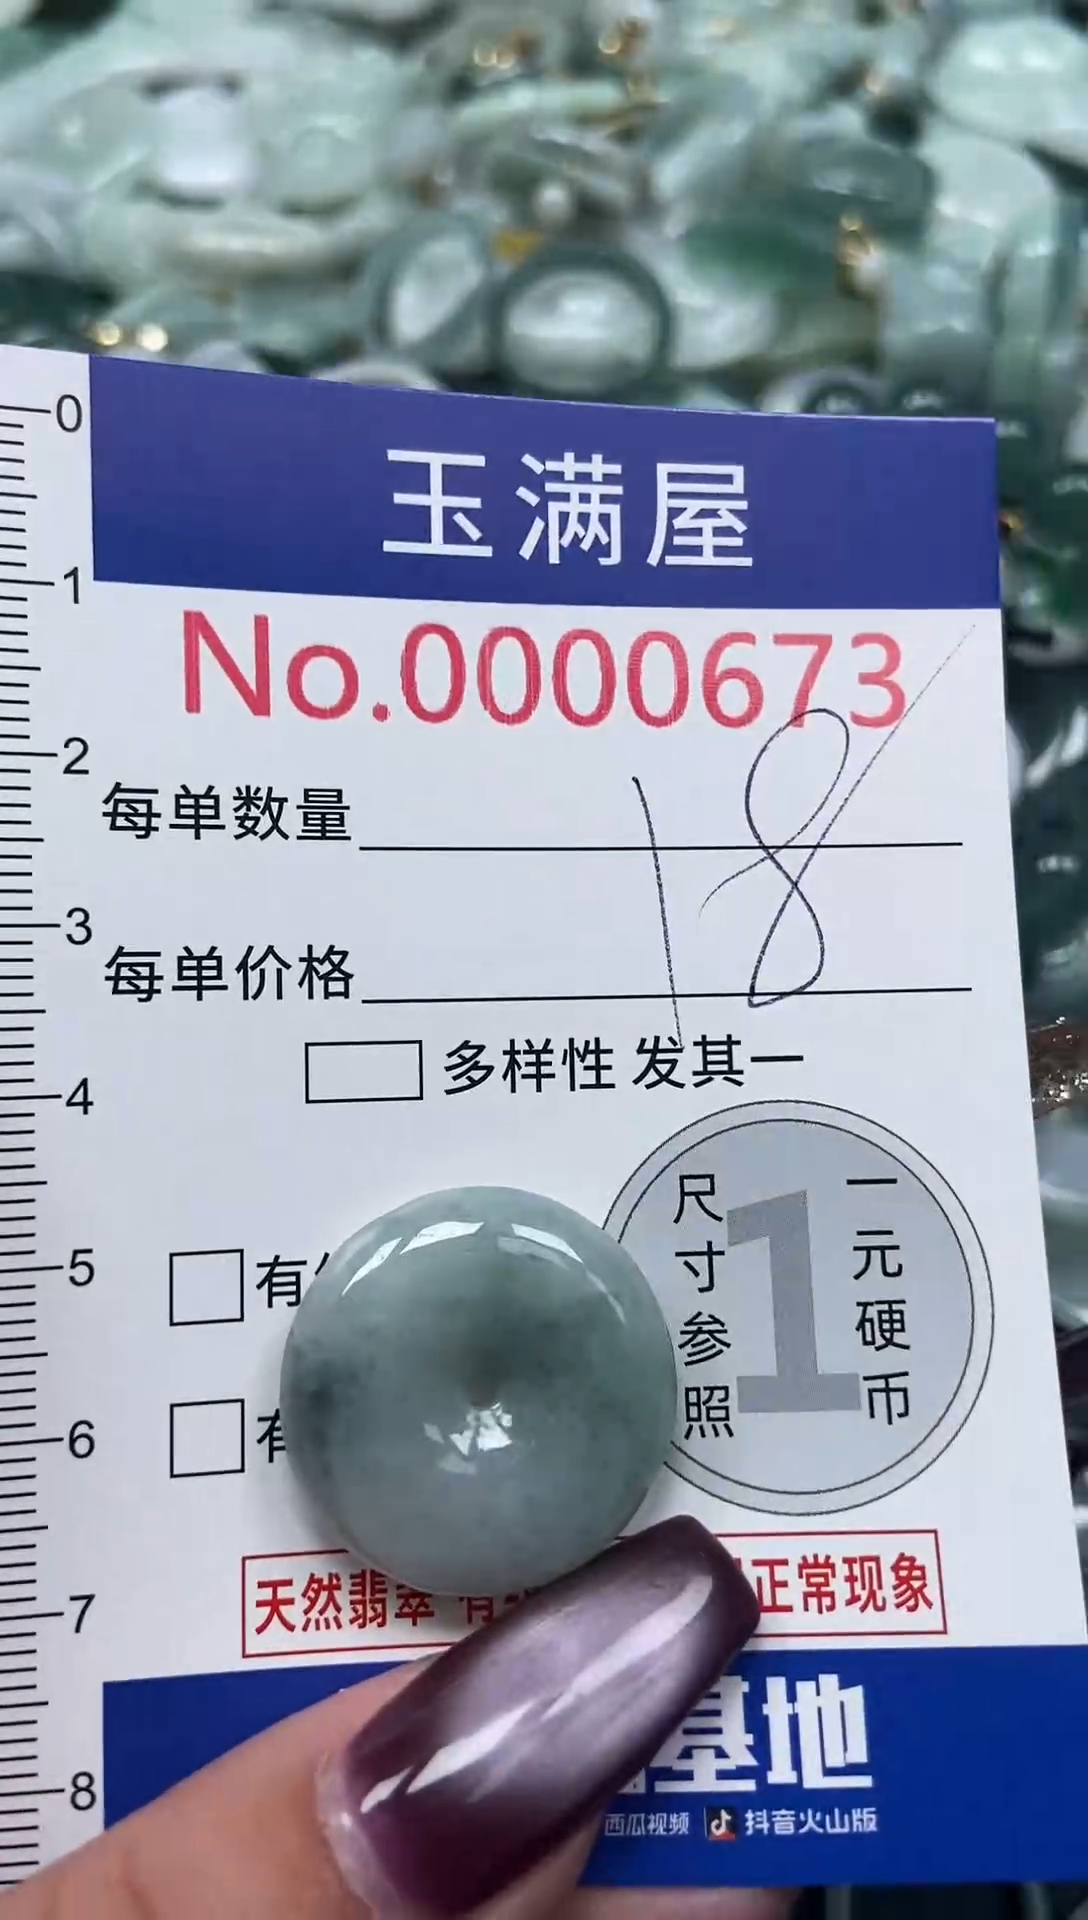 0
玉满屋
1
No.0000673
2
每单数量
18
3
每单价格
多样性 发其一
4
尺寸参照
1
一元硬币
5
有
6
有
天然翡翠 有
正常现象
7
基地
8
西瓜视频 抖音火山版